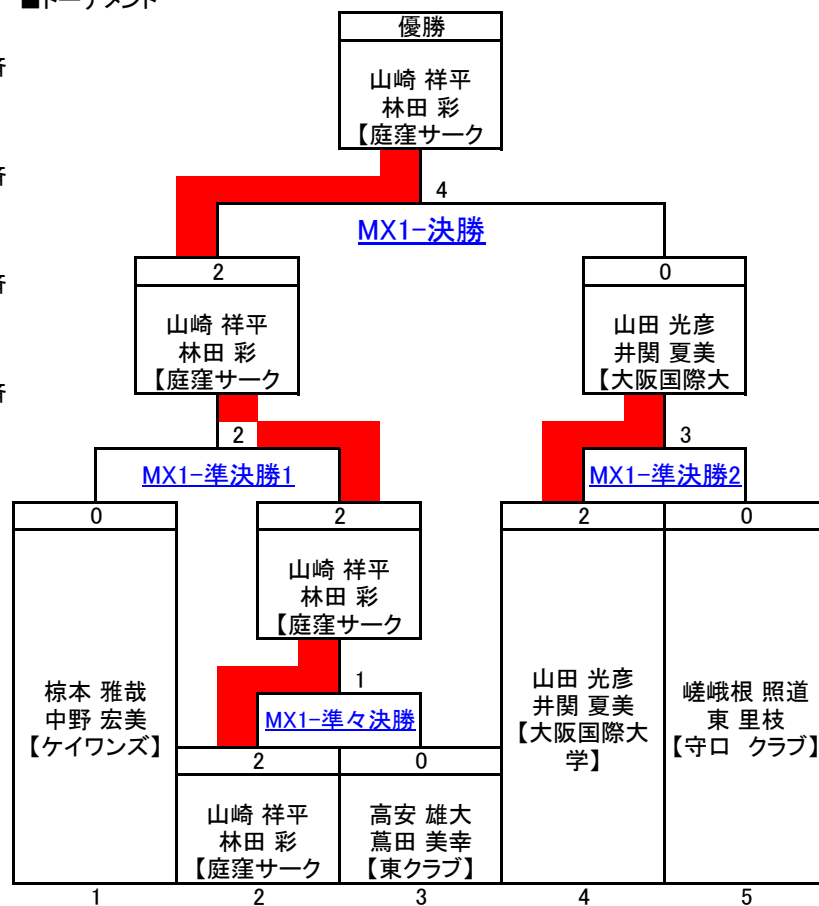 ■トーナメント
優勝
山崎 祥平
林田 彩
【庭窪サーク
4
MX1-決勝
2
山崎 祥平
林田 彩
【庭窪サーク
0
山田 光彦
井関 夏美
【大阪国際大
2
MX1-準決勝1
3
MX1-準決勝2
0
椋本 雅哉
中野 宏美
【ケイワンズ】
2
山崎 祥平
林田 彩
【庭窪サーク
2
山田 光彦
井関 夏美
【大阪国際大
学】
0
嵯峨根 照道
東 里枝
【守口 クラブ】
1
MX1-準々決勝
2
山崎 祥平
林田 彩
【庭窪サーク
0
高安 雄大
蔦田 美幸
【東クラブ】
1 2 3 4 5